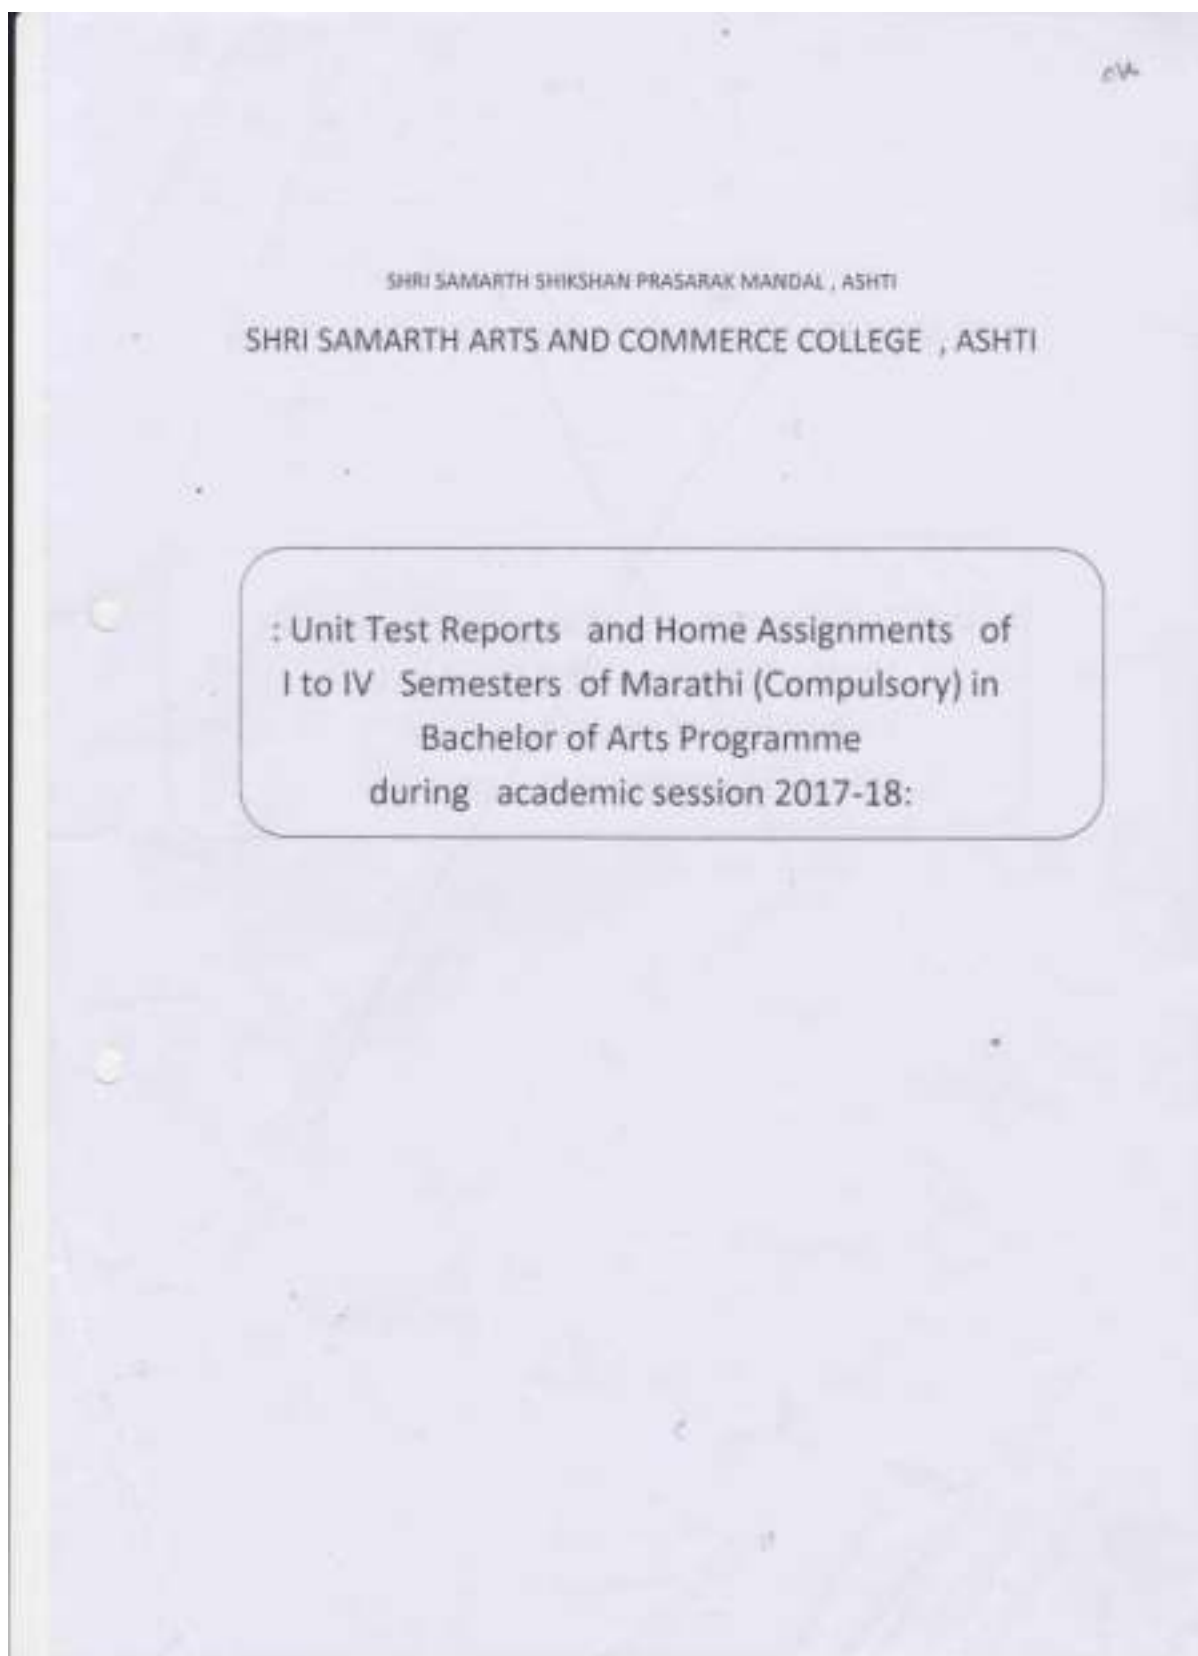 SHRI SAMARTH SHIKSHAN PRASARAK MANDAL , ASHTI
SHRI SAMARTH ARTS AND COMMERCE COLLEGE , ASHTI
: Unit Test Reports and Home Assignments of
I to IV Semesters of Marathi (Compulsory) in
Bachelor of Arts Programme
during academic session 2017-18: